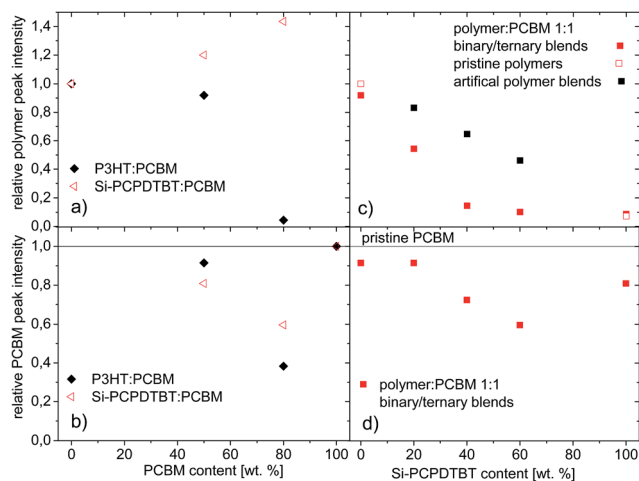 relative polymer peak intensity
1,4
1,2
1,0
0,8
0,6
0,4
0,2
0,0
P3HT:PCBM
Si-PCPDTBT:PCBM
a)
polymer:PCBM 1:1
binary/ternary blends
pristine polymers
artifical polymer blends
c)
relative PCBM peak intensity
1,0
0,8
0,6
0,4
0,2
0,0
P3HT:PCBM
Si-PCPDTBT:PCBM
b)
0 20 40 60 80 100
PCBM content [wt. %]
pristine PCBM
polymer:PCBM 1:1
binary/ternary blends
d)
0 20 40 60 80 100
Si-PCPDTBT content [wt. %]